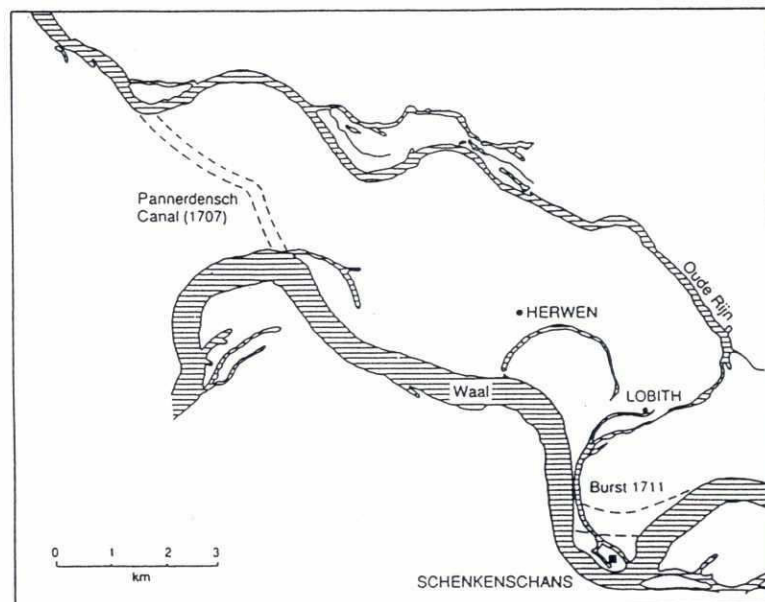 Pannerdensch
Canal (1707)
Oude Rijn
HERWEN
Waal
LOBITH
Burst 1711
0 1 2 3
km
SCHENKENSCHANS